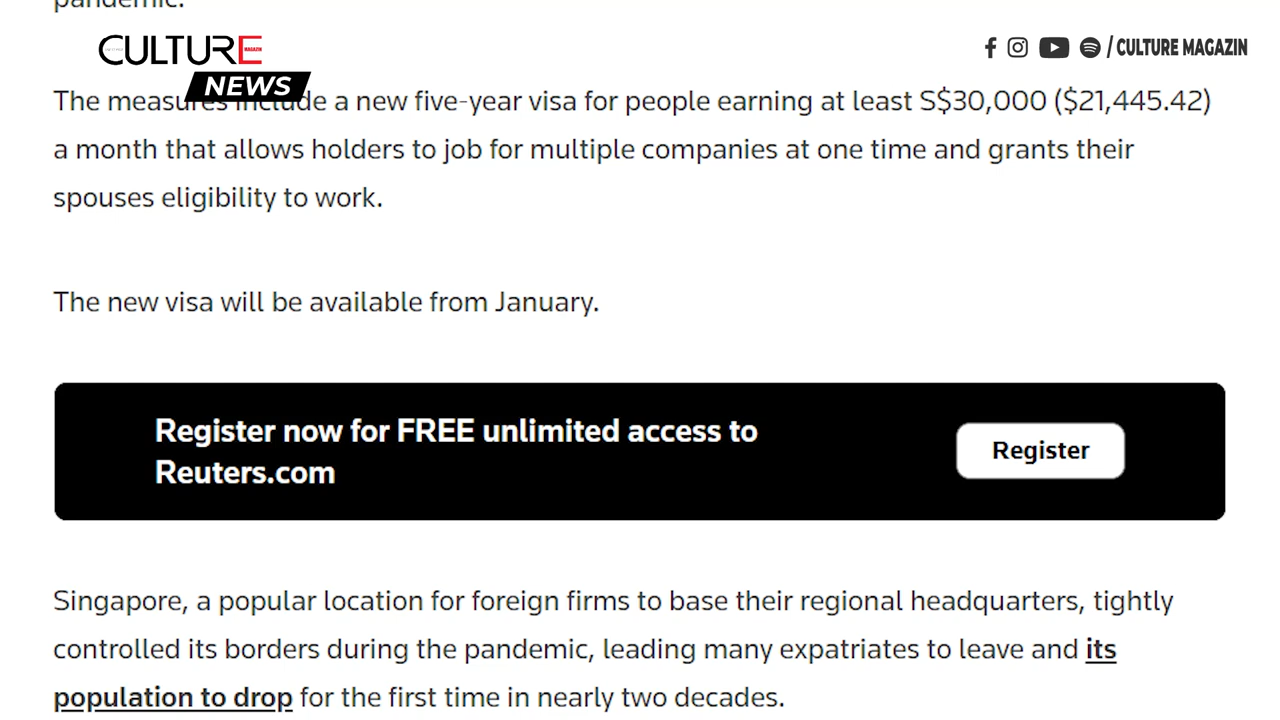 pandemic.
CULTURE MAGAZIN
/ CULTURE MAGAZIN
NEWS
The measures include a new five-year visa for people earning at least S$30,000 ($21,445.42)
a month that allows holders to job for multiple companies at one time and grants their
spouses eligibility to work.
The new visa will be available from January.
Register now for FREE unlimited access to
Reuters.com
Register
Singapore, a popular location for foreign firms to base their regional headquarters, tightly
controlled its borders during the pandemic, leading many expatriates to leave and its
population to drop for the first time in nearly two decades.